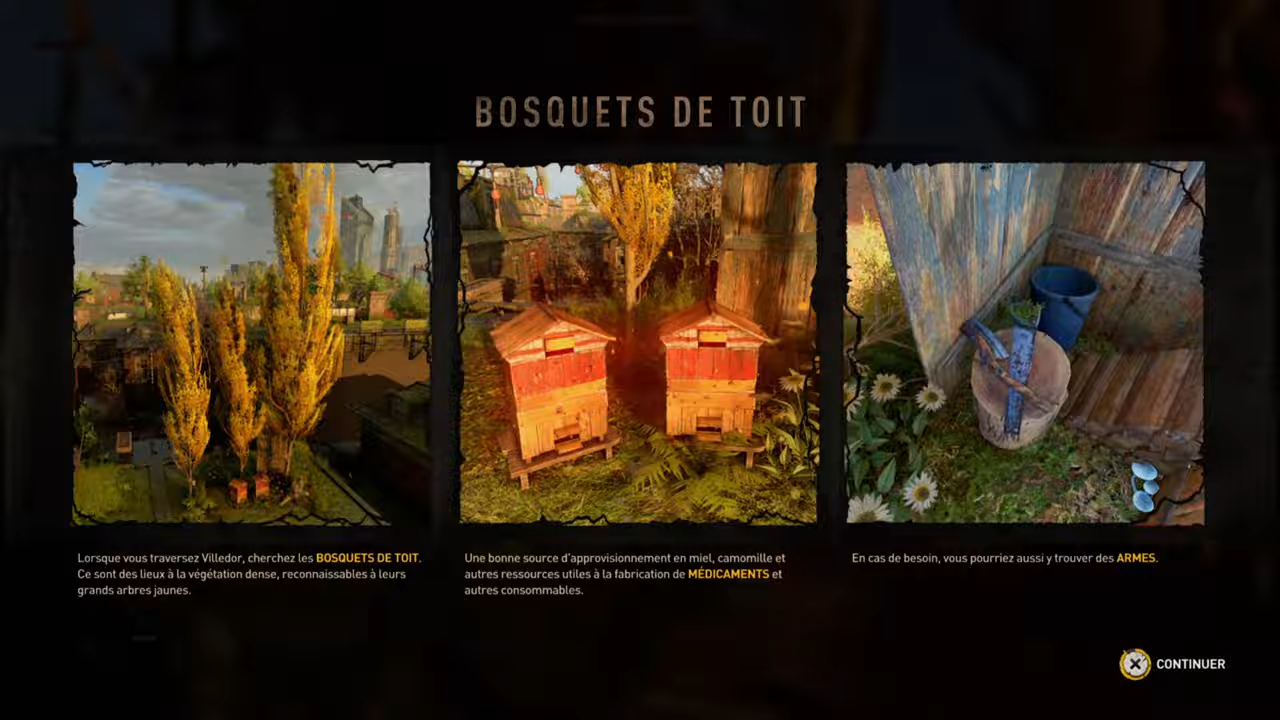 BOSQUETS DE TOIT
Lorsque vous traversez Villedor, cherchez les BOSQUETS DE TOIT.
Ce sont des lieux à la végétation dense, reconnaissables à leurs
grands arbres jaunes.
Une bonne source d'approvisionnement en miel, camomille et
autres ressources utiles à la fabrication de MÉDICAMENTS et
autres consommables.
En cas de besoin, vous pourriez aussi y trouver des ARMES.
CONTINUER